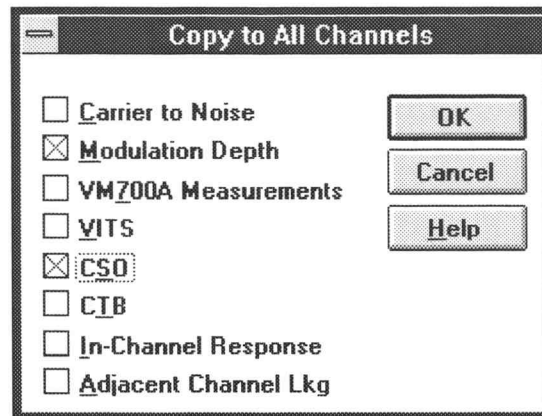 Copy to All Channels
Carrier to Noise
Modulation Depth
VM700A Measurements
VITS
CSO
CTB
In-Channel Response
Adjacent Channel Lkg
OK
Cancel
Help